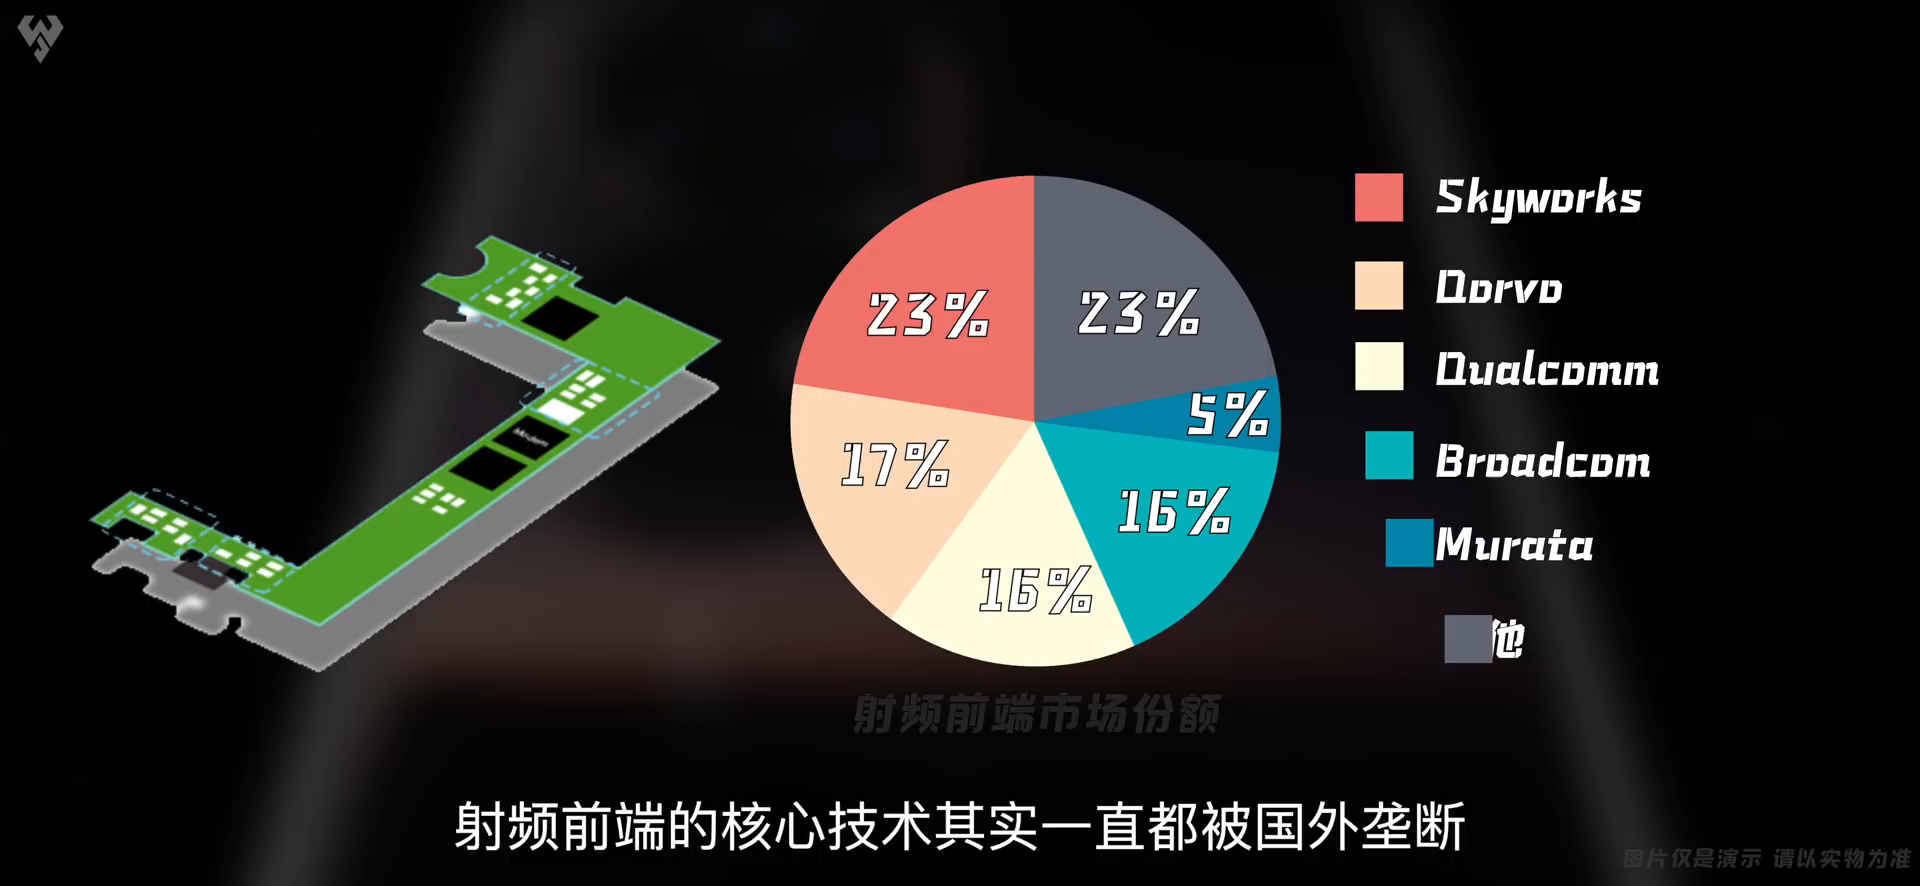 Skyworks
Qorvo
Qualcomm
Broadcom
Murata
他
23%
23%
5%
17%
16%
16%
Modem
射频前端市场份额
射频前端的核心技术其实一直都被国外垄断
图片仅是演示 请以实物为准